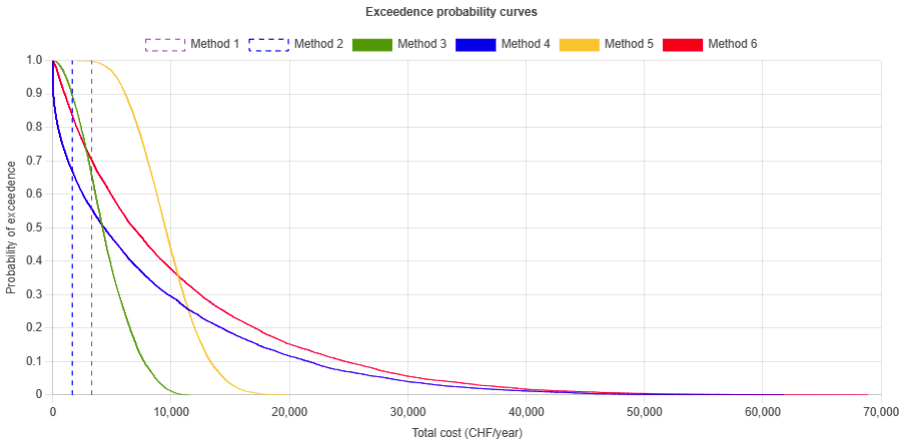 Exceedence probability curves
Method 1 Method 2 Method 3 Method 4 Method 5 Method 6
1.0
0.9
0.8
0.7
0.6
0.5
0.4
0.3
0.2
0.1
0
Probability of exceedence
0 10,000 20,000 30,000 40,000 50,000 60,000 70,000
Total cost (CHF/year)